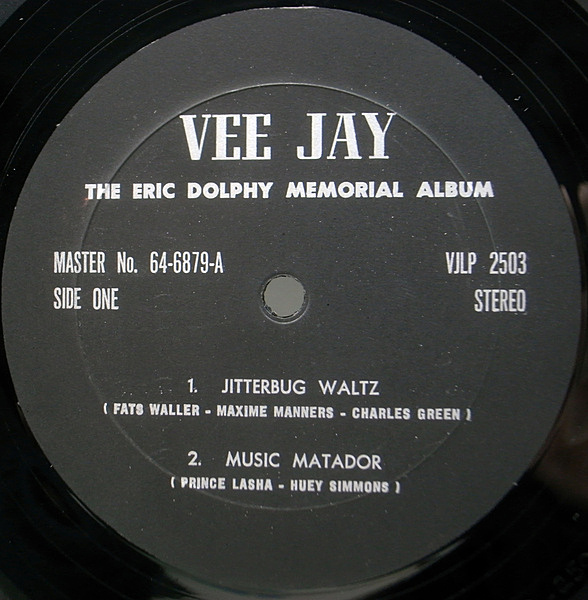 VEE JAY
THE ERIC DOLPHY MEMORIAL ALBUM
MASTER No. 64-6879-A VJLP 2503
SIDE ONE STEREO
1. JITTERBUG WALTZ
( FATS WALLER - MAXIME MANNERS - CHARLES GREEN )
2. MUSIC MATADOR
( PRINCE LASHA - HUEY SIMMONS )